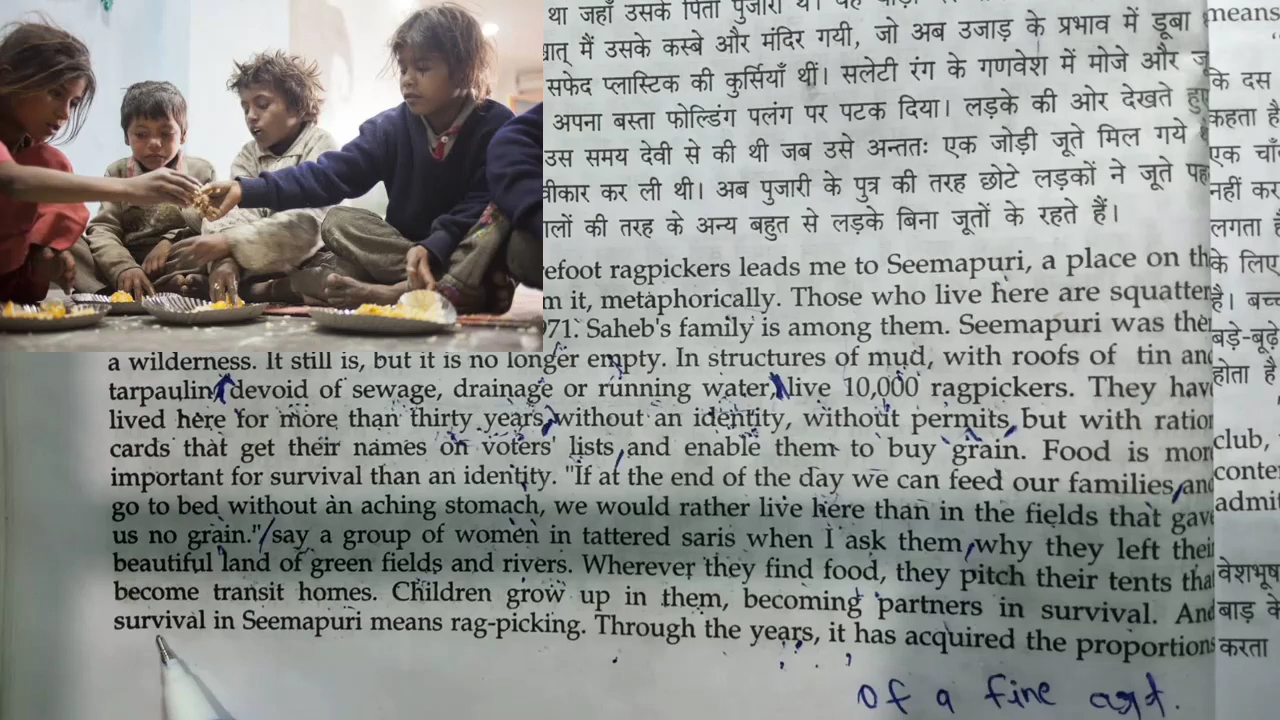 था जहाँ उसके पिता पुजारी थे।
मैं उसके कस्बे और मंदिर गयी, जो अब उजाड़ के प्रभाव में डूबा
सफेद प्लास्टिक की कुर्सियाँ थीं। सलेटी रंग के गणवेश में मोजे और
अपना बस्ता फोल्डिंग पलंग पर पटक दिया। लड़के की ओर देखते हुए
उस समय देवी से की थी जब उसे अन्ततः एक जोड़ी जूते मिल गये
कर ली थी। अब पुजारी के पुत्र की तरह छोटे लड़कों ने जूते
की तरह के अन्य बहुत से लड़के बिना जूतों के रहते हैं।
efoot ragpickers leads me to Seemapuri, a place on th
m it, metaphorically. Those who live here are squatter
971. Saheb's family is among them. Seemapuri was the
a wilderness. It still is, but it is no longer empty. In structures of mud, with roofs of tin and
tarpaulin, devoid of sewage, drainage or running water, live 10,000 ragpickers. They hav
lived here for more than thirty years, without an identity, without permits, but with ration
cards that get their names on voters' lists, and enable them to buy grain. Food is mor
important for survival than an identity. "If at the end of the day we can feed our families, and
go to bed without an aching stomach, we would rather live here than in the fields that gave
us no grain." say a group of women in tattered saris when I ask them, why they left their
beautiful land of green fields and rivers. Wherever they find food, they pitch their tents tha
become transit homes. Children grow up in them, becoming partners in survival. And
survival in Seemapuri means rag-picking. Through the years, it has acquired the proportions
of a fine art.
means
के दस
कहता है
एक
नहीं कर
लगता
के लिए
है। बच्
बड़े-बूढ़े
होता है
club,
conte
admi
वेशभूष
बाड़ के
करता